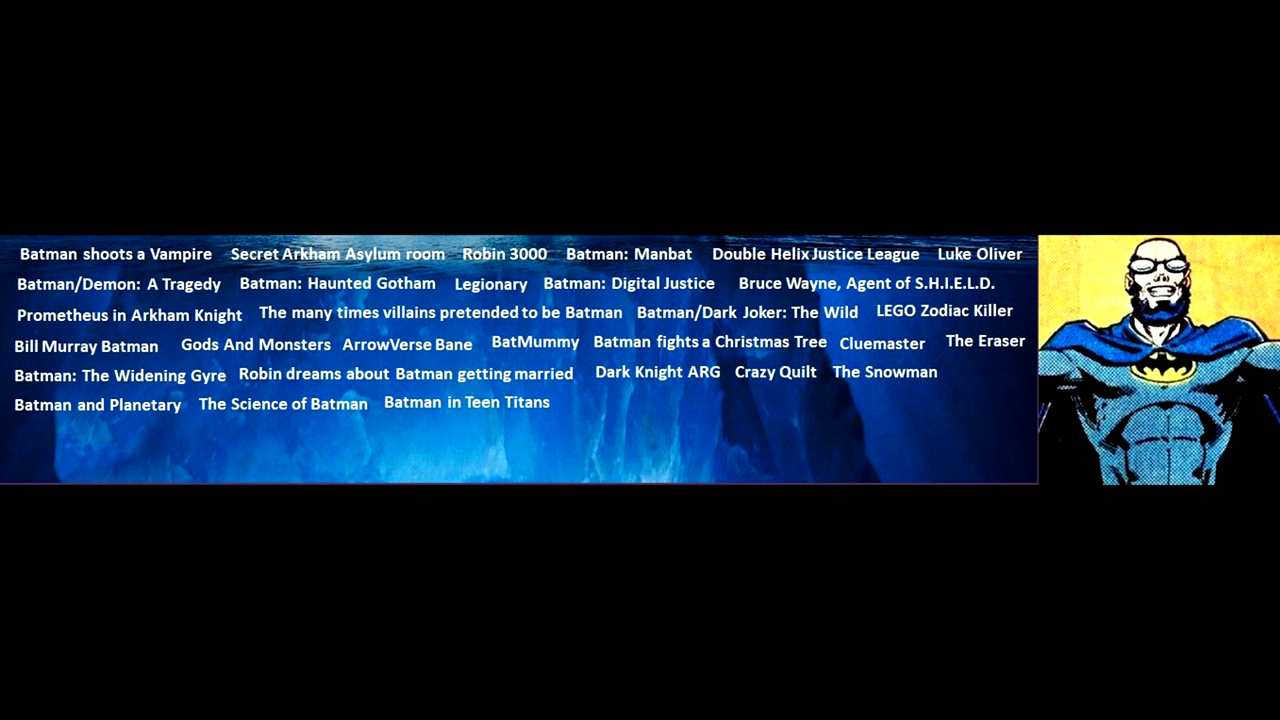 Batman shoots a Vampire Secret Arkham Asylum room Robin 3000 Batman: Manbat Double Helix Justice League Luke Oliver
Batman/Demon: A Tragedy Batman: Haunted Gotham Legionary Batman: Digital Justice Bruce Wayne, Agent of S.H.I.E.L.D.
Prometheus in Arkham Knight The many times villains pretended to be Batman Batman/Dark Joker: The Wild LEGO Zodiac Killer
Bill Murray Batman Gods And Monsters ArrowVerse Bane BatMummy Batman fights a Christmas Tree Cluemaster The Eraser
Batman: The Widening Gyre Robin dreams about Batman getting married Dark Knight ARG Crazy Quilt The Snowman
Batman and Planetary The Science of Batman Batman in Teen Titans